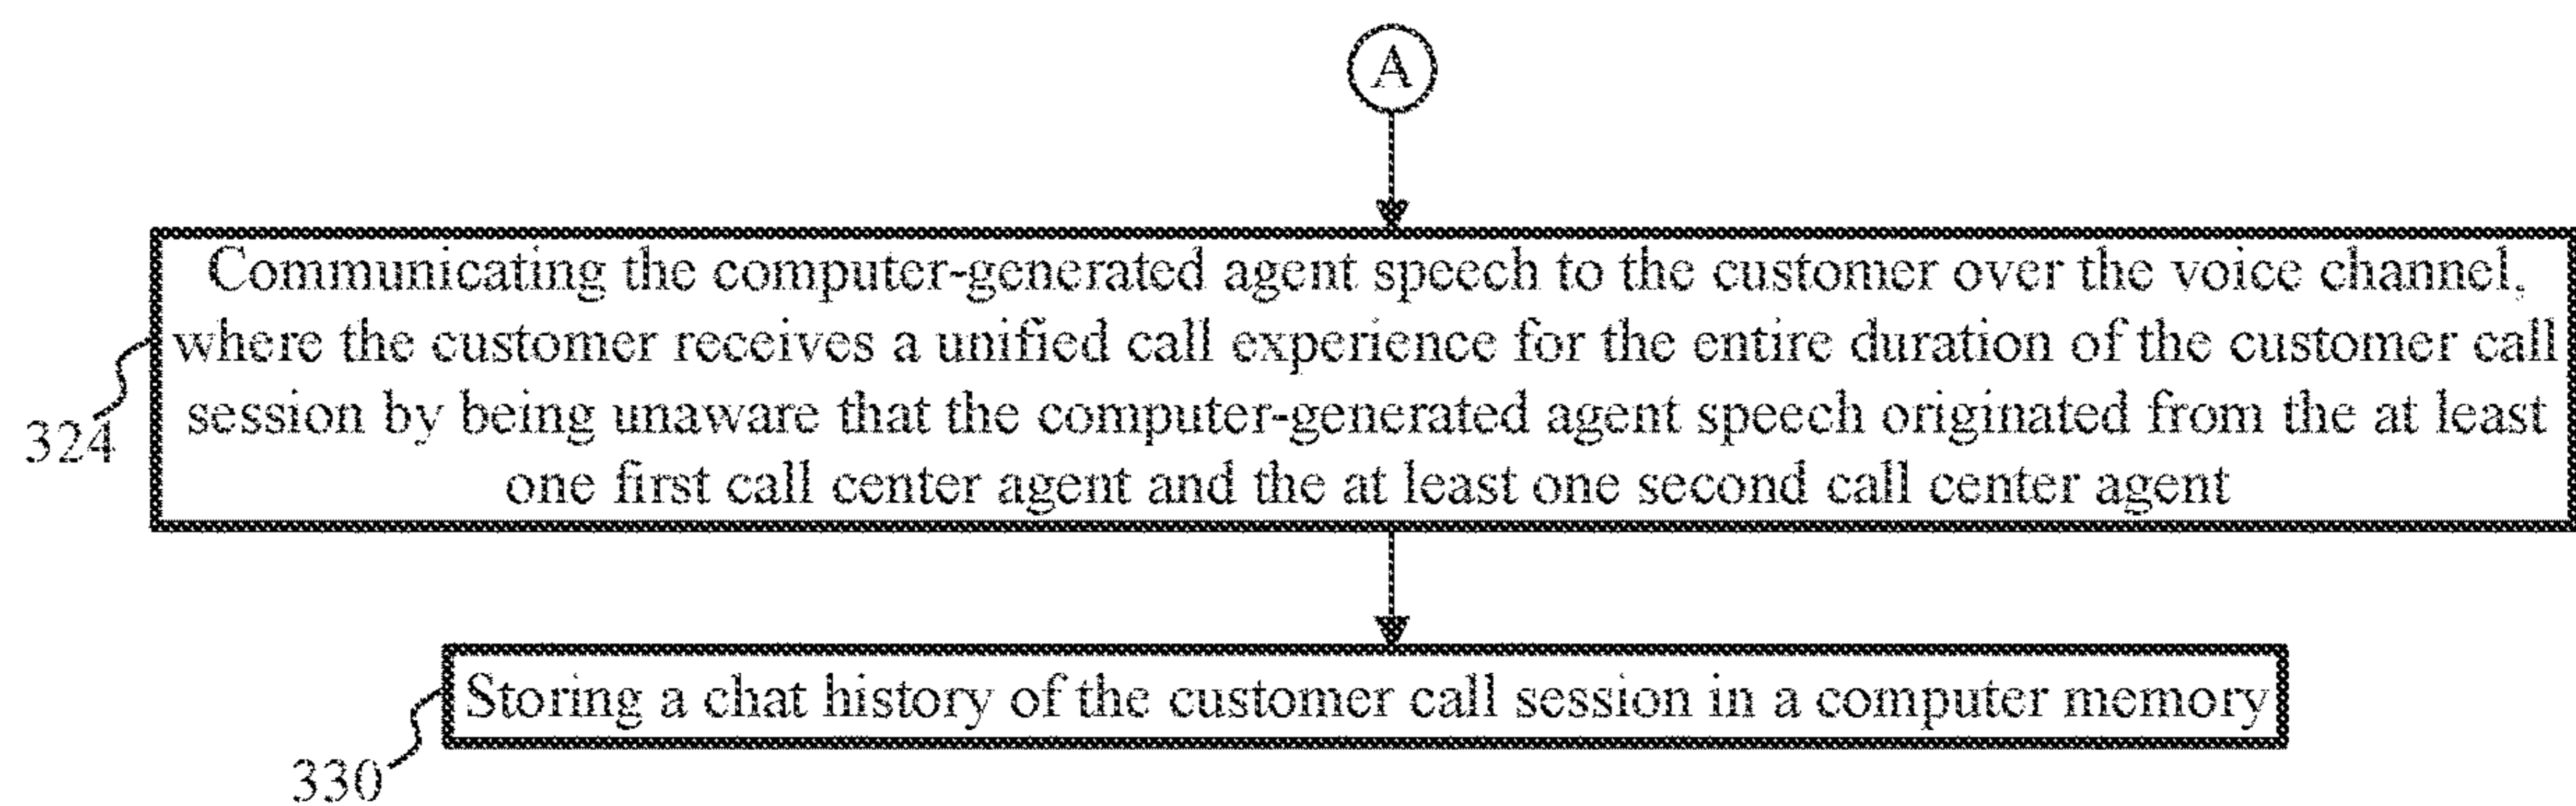 A
Communicating the computer-generated agent speech to the customer over the voice channel,
where the customer receives a unified call experience for the entire duration of the customer call
session by being unaware that the computer-generated agent speech originated from the at least
one first call center agent and the at least one second call center agent
324
Storing a chat history of the customer call session in a computer memory
330